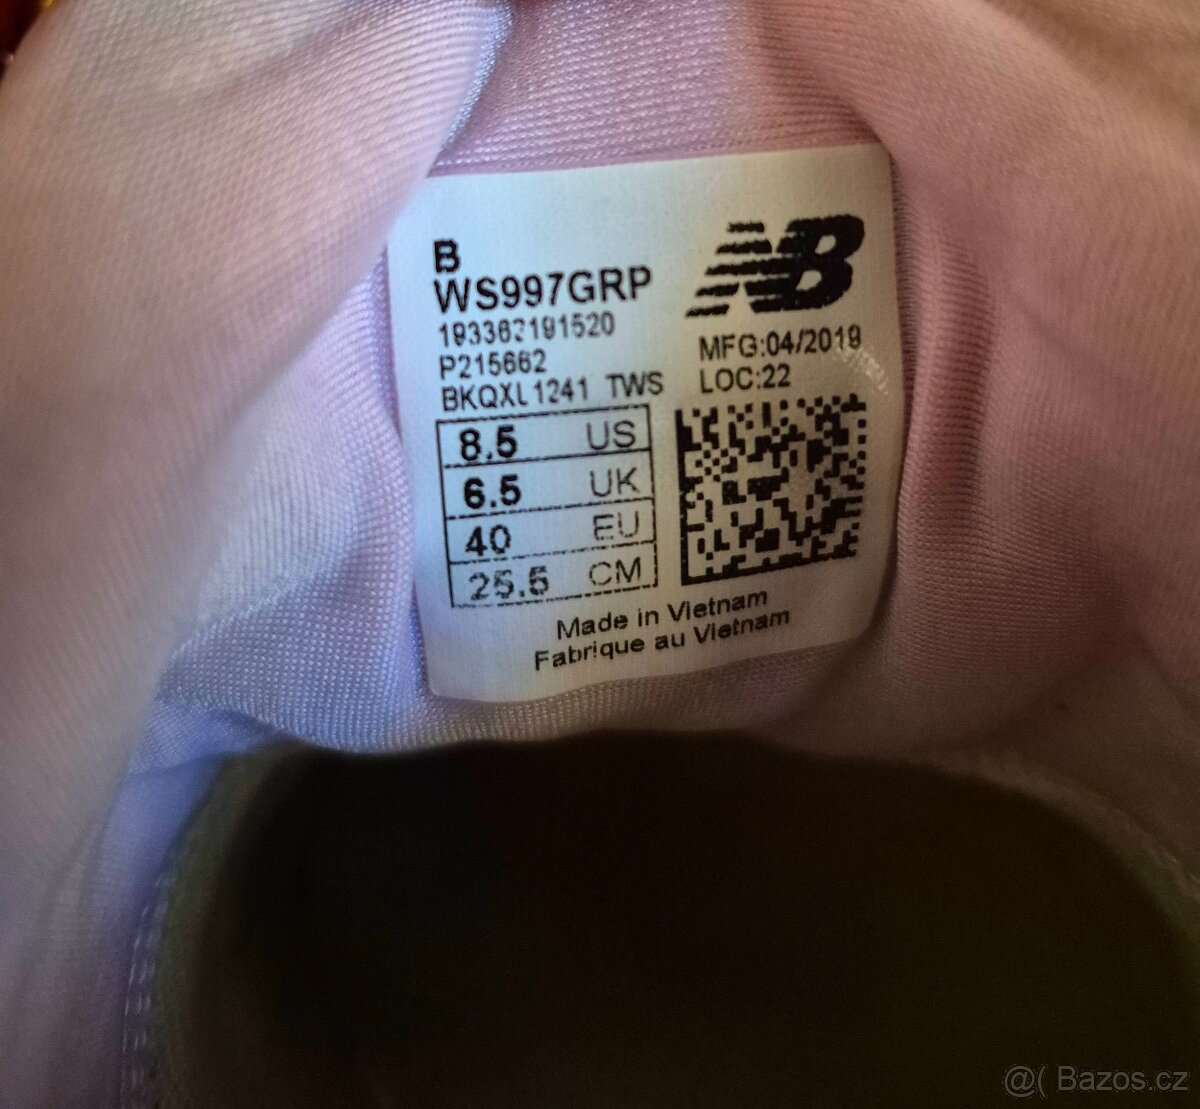 B
WS997GRP
193362191520
P215662
BKQXL1241 TWS
NB
MFG:04/2019
LOC:22
8.5 US
6.5 UK
40 EU
25.5 CM
Made in Vietnam
Fabrique au Vietnam
@( Bazos.cz